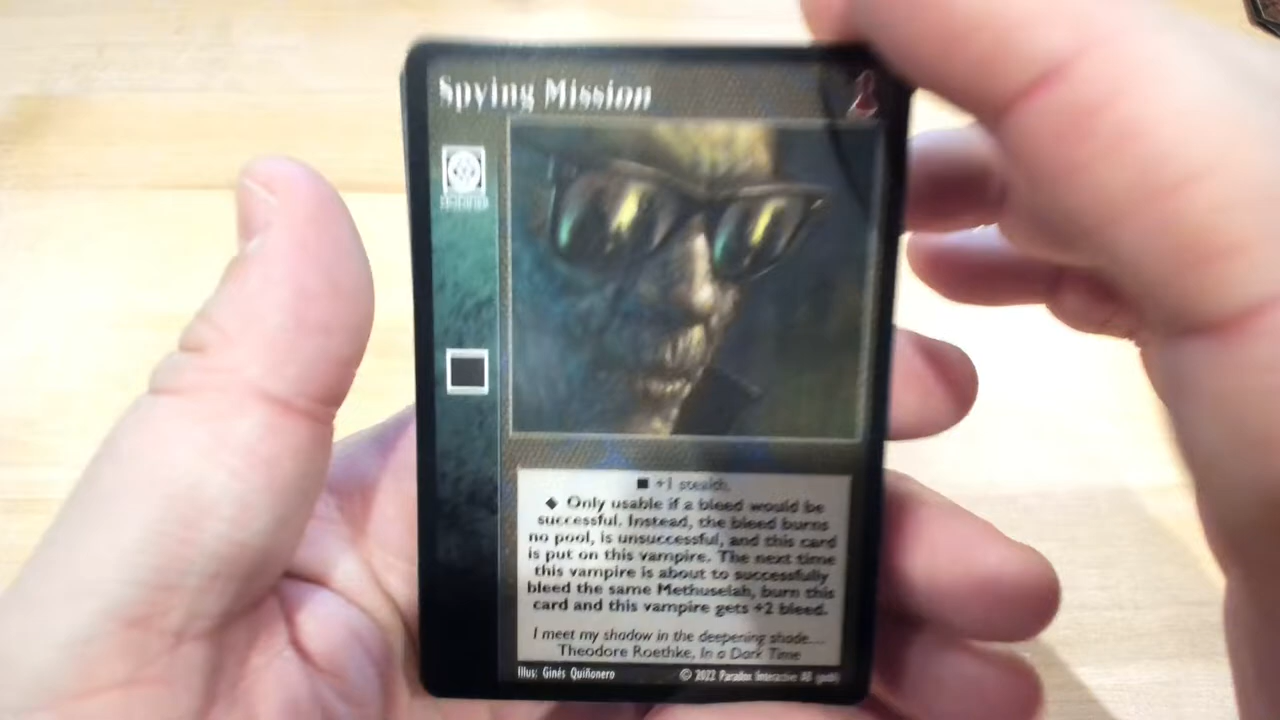 Spying Mission
■ +1 stealth.
◆ Only usable if a bleed would be
successful. Instead, the bleed burns
no pool, is unsuccessful, and this card
is put on this vampire. The next time
this vampire is about to successfully
bleed the same Methuselah, burn this
card and this vampire gets +2 bleed.
I meet my shadow in the deepening shade....
Theodore Roethke, In a Dark Time
Illus: Ginés Quiñonero
© 2022 Paradox Interactive AB (publ)